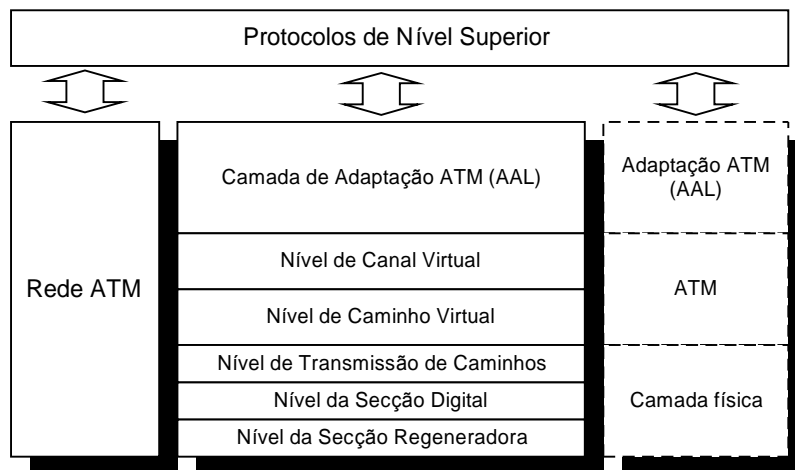 Protocolos de Nível Superior
Rede ATM
Camada de Adaptação ATM (AAL)
Nível de Canal Virtual
Nível de Caminho Virtual
Nível de Transmissão de Caminhos
Nível da Secção Digital
Nível da Secção Regeneradora
Adaptação ATM
(AAL)
ATM
Camada física